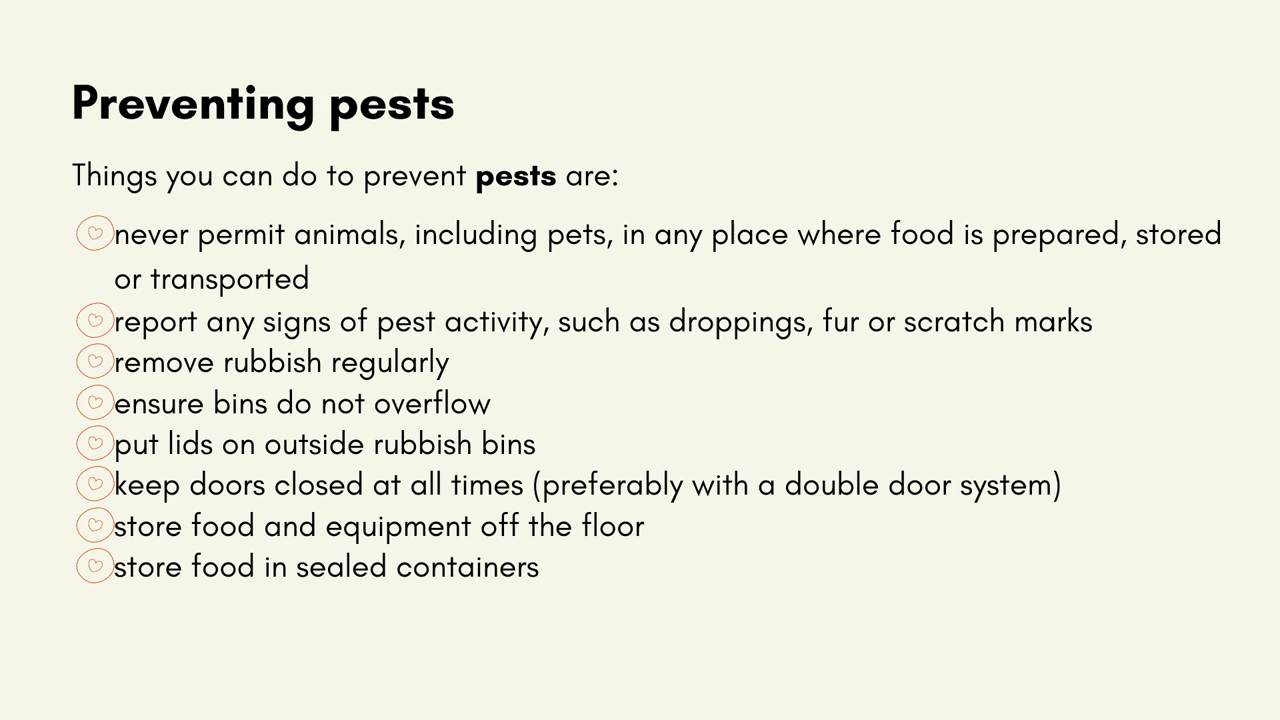 Preventing pests
Things you can do to prevent pests are:
never permit animals, including pets, in any place where food is prepared, stored
or transported
report any signs of pest activity, such as droppings, fur or scratch marks
remove rubbish regularly
ensure bins do not overflow
put lids on outside rubbish bins
keep doors closed at all times (preferably with a double door system)
store food and equipment off the floor
store food in sealed containers